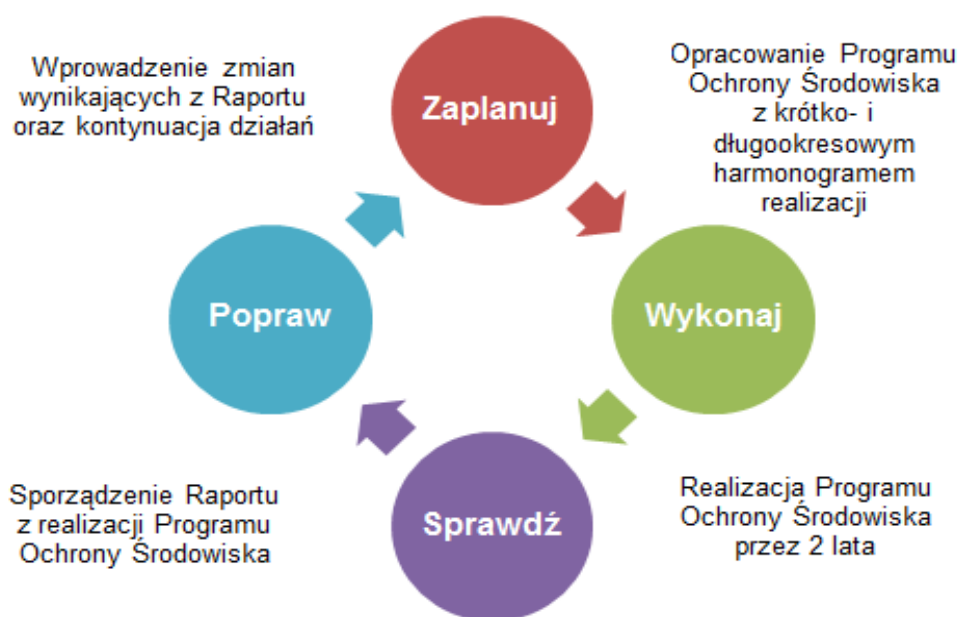 Wprowadzenie zmian
wynikających z Raportu
oraz kontynuacja działań
Zaplanuj
Opracowanie Programu
Ochrony Środowiska
z krótko- i
długookresowym
harmonogramem
realizacji
Popraw
Wykonaj
Sporządzenie Raportu
z realizacji Programu
Ochrony Środowiska
Sprawdź
Realizacja Programu
Ochrony Środowiska
przez 2 lata